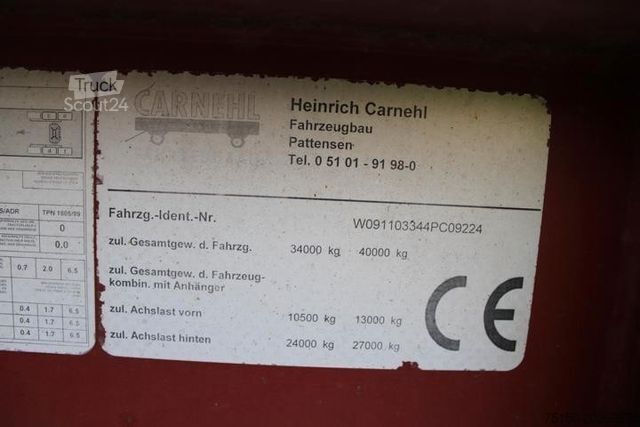 Truck
Scout24
CARNEHL
Heinrich Carnehl
Fahrzeugbau
Pattensen
Tel. 0 51 01 - 91 98-0
/ADR TPN 1805/99
0
0.0
0.7 2.0 6.5
0.4 1.7 6.5
0.4 1.7 6.5
0.4 1.7 6.5
Fahrzg.-Ident.-Nr. W091103344PC09224
zul. Gesamtgew. d. Fahrzg. 34000 kg 40000 kg
zul. Gesamtgew. d. Fahrzeug-
kombin. mit Anhänger
zul. Achslast vorn 10500 kg 13000 kg
zul. Achslast hinten 24000 kg 27000 kg
CE